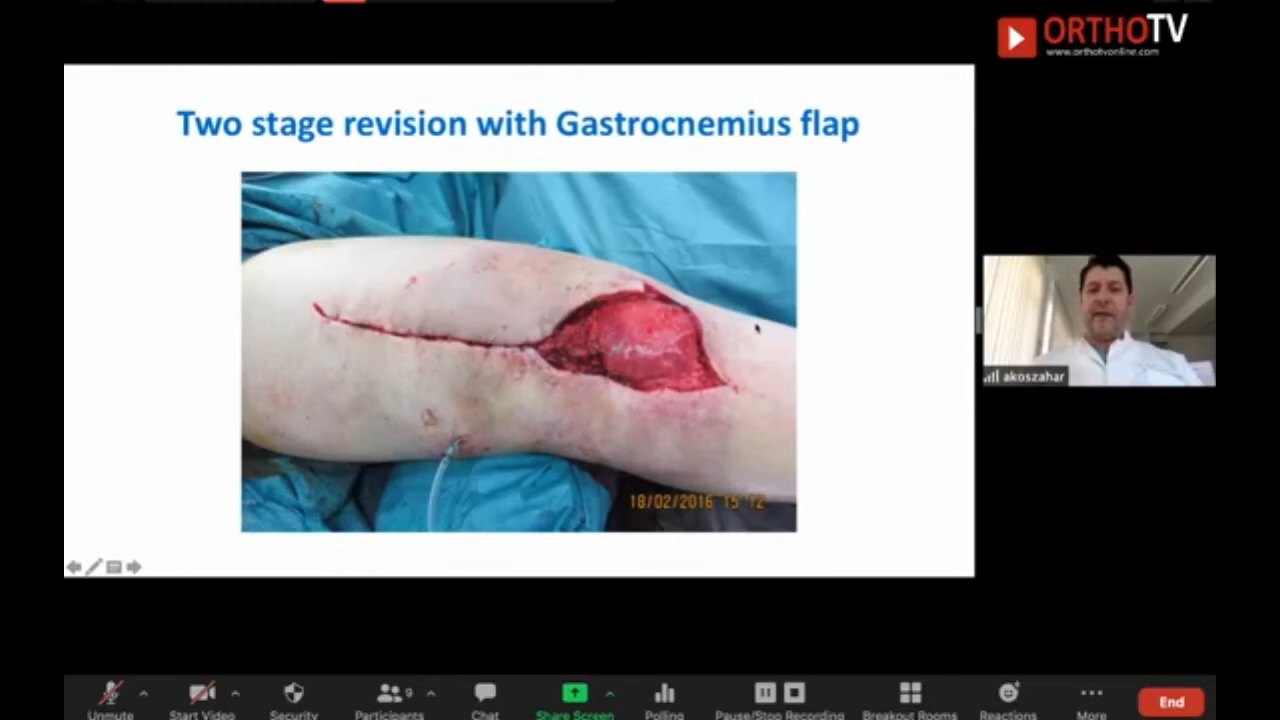 ORTHOTV
www.orthotvonline.com
Two stage revision with Gastrocnemius flap
18/02/2016 15 12
akoszahar
9
Unmute
Start Video
Security
Participants
Chat
Share Screen
Polling
Pause/Stop Recording
Breakout Rooms
Reactions
More
End